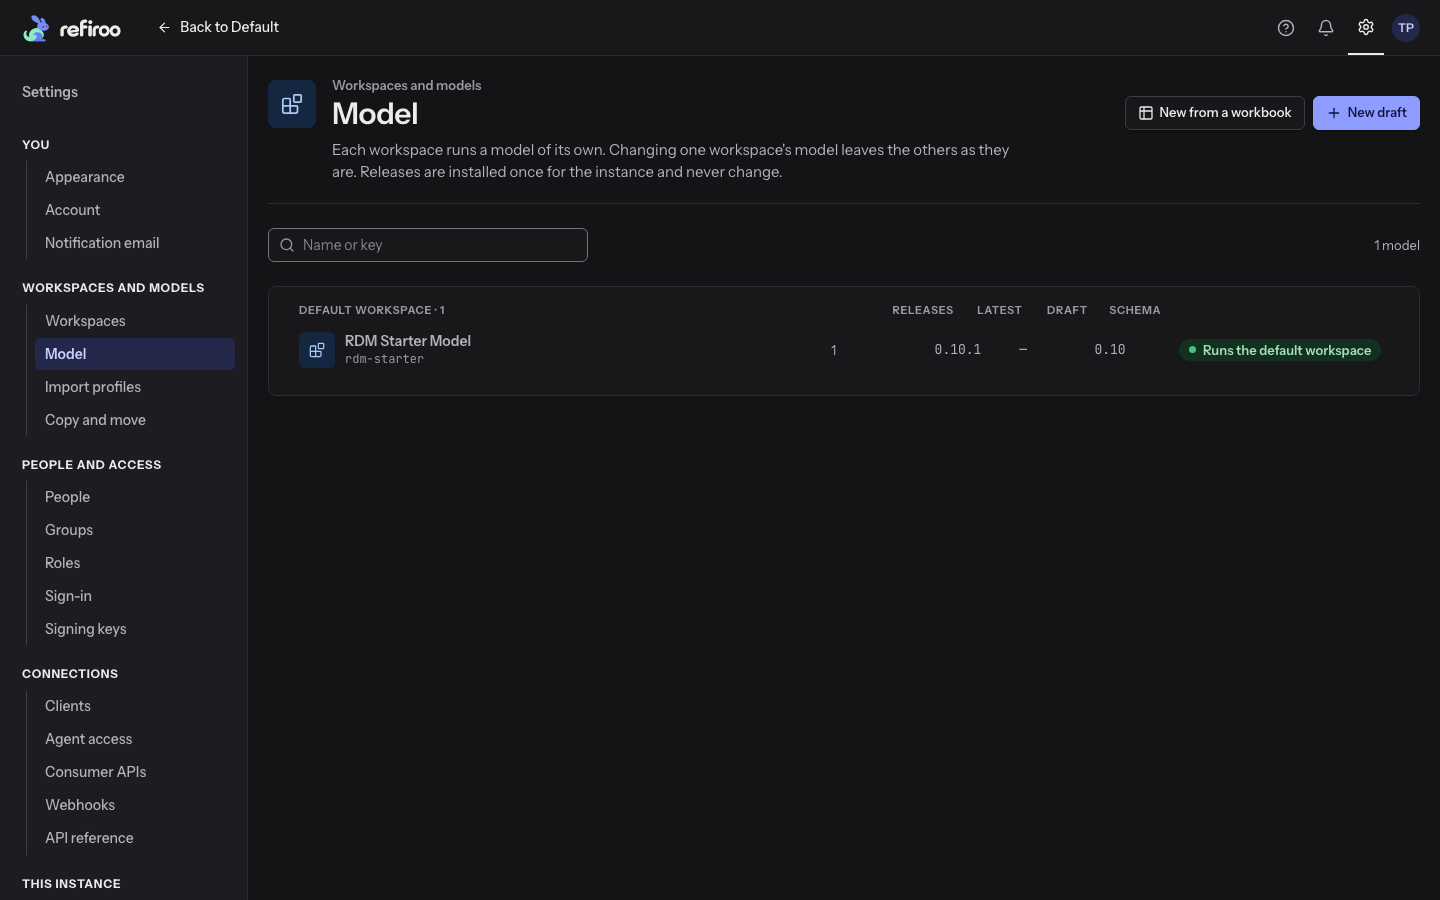 refiroo
Back to Default
TP
Settings
YOU
Appearance
Account
Notification email
WORKSPACES AND MODELS
Workspaces
Model
Import profiles
Copy and move
PEOPLE AND ACCESS
People
Groups
Roles
Sign-in
Signing keys
CONNECTIONS
Clients
Agent access
Consumer APIs
Webhooks
API reference
THIS INSTANCE
Workspaces and models
Model
Each workspace runs a model of its own. Changing one workspace's model leaves the others as they
are. Releases are installed once for the instance and never change.
New from a workbook
New draft
Name or key
1 model
DEFAULT WORKSPACE · 1 RELEASES LATEST DRAFT SCHEMA
RDM Starter Model
rdm-starter
1 0.10.1 — 0.10 Runs the default workspace